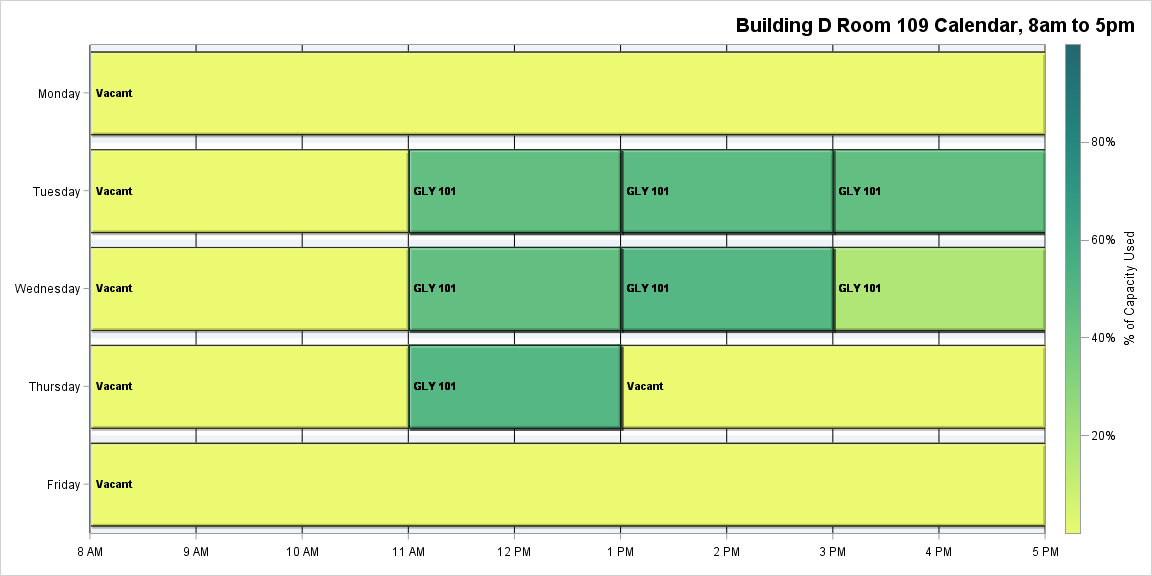 Building D Room 109 Calendar, 8am to 5pm
Monday
Vacant
Tuesday
Vacant
GLY 101
GLY 101
GLY 101
Wednesday
Vacant
GLY 101
GLY 101
GLY 101
Thursday
Vacant
GLY 101
Vacant
Friday
Vacant
8 AM
9 AM
10 AM
11 AM
12 PM
1 PM
2 PM
3 PM
4 PM
5 PM
80%
60%
40%
20%
% of Capacity Used